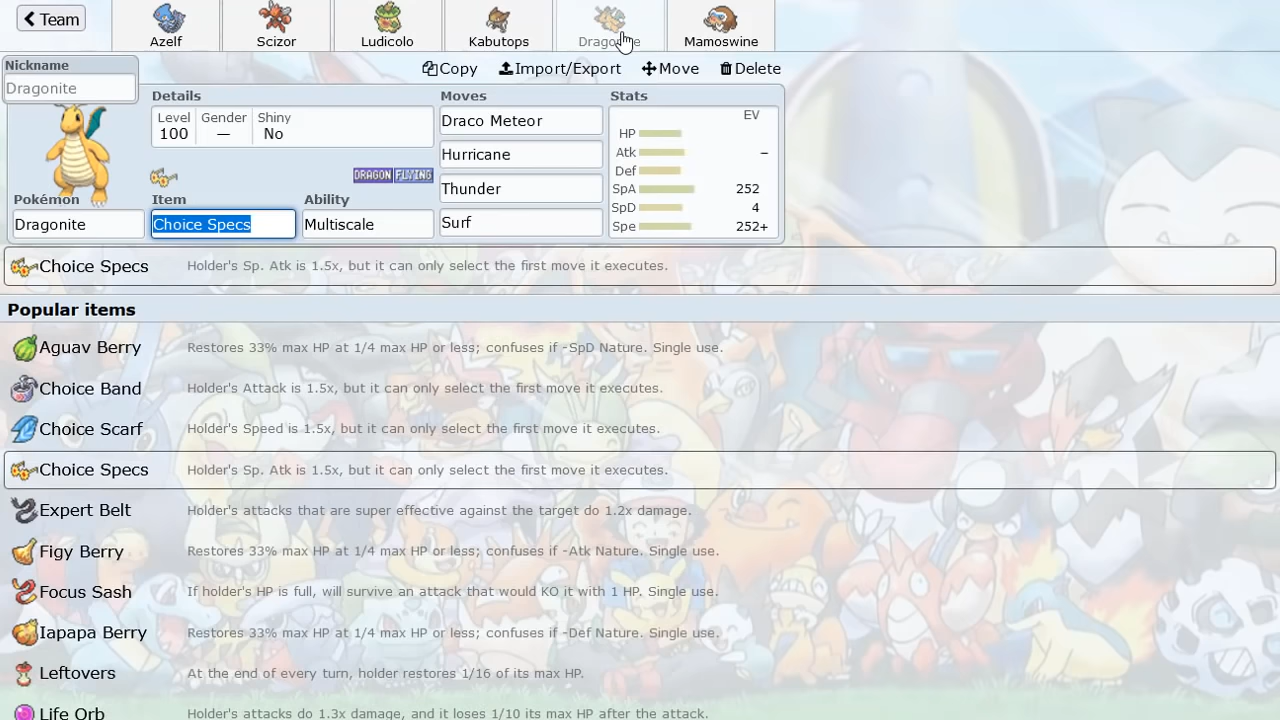 Team
Azelf
Scizor
Ludicolo
Kabutops
Mamoswine
Nickname
Dragonite
Copy
Import/Export
Move
Delete
Details
Level
100
Gender
—
Shiny
No
DRAGON FLYING
Pokémon
Dragonite
Item
Choice Specs
Ability
Multiscale
Moves
Draco Meteor
Hurricane
Thunder
Surf
Stats
EV
HP
Atk –
Def
SpA 252
SpD 4
Spe 252+
Choice Specs Holder's Sp. Atk is 1.5x, but it can only select the first move it executes.
Popular items
Aguav Berry Restores 33% max HP at 1/4 max HP or less; confuses if -SpD Nature. Single use.
Choice Band Holder's Attack is 1.5x, but it can only select the first move it executes.
Choice Scarf Holder's Speed is 1.5x, but it can only select the first move it executes.
Choice Specs Holder's Sp. Atk is 1.5x, but it can only select the first move it executes.
Expert Belt Holder's attacks that are super effective against the target do 1.2x damage.
Figy Berry Restores 33% max HP at 1/4 max HP or less; confuses if -Atk Nature. Single use.
Focus Sash If holder's HP is full, will survive an attack that would KO it with 1 HP. Single use.
Iapapa Berry Restores 33% max HP at 1/4 max HP or less; confuses if -Def Nature. Single use.
Leftovers At the end of every turn, holder restores 1/16 of its max HP.
Life Orb Holder's attacks do 1.3x damage, and it loses 1/10 its max HP after the attack.